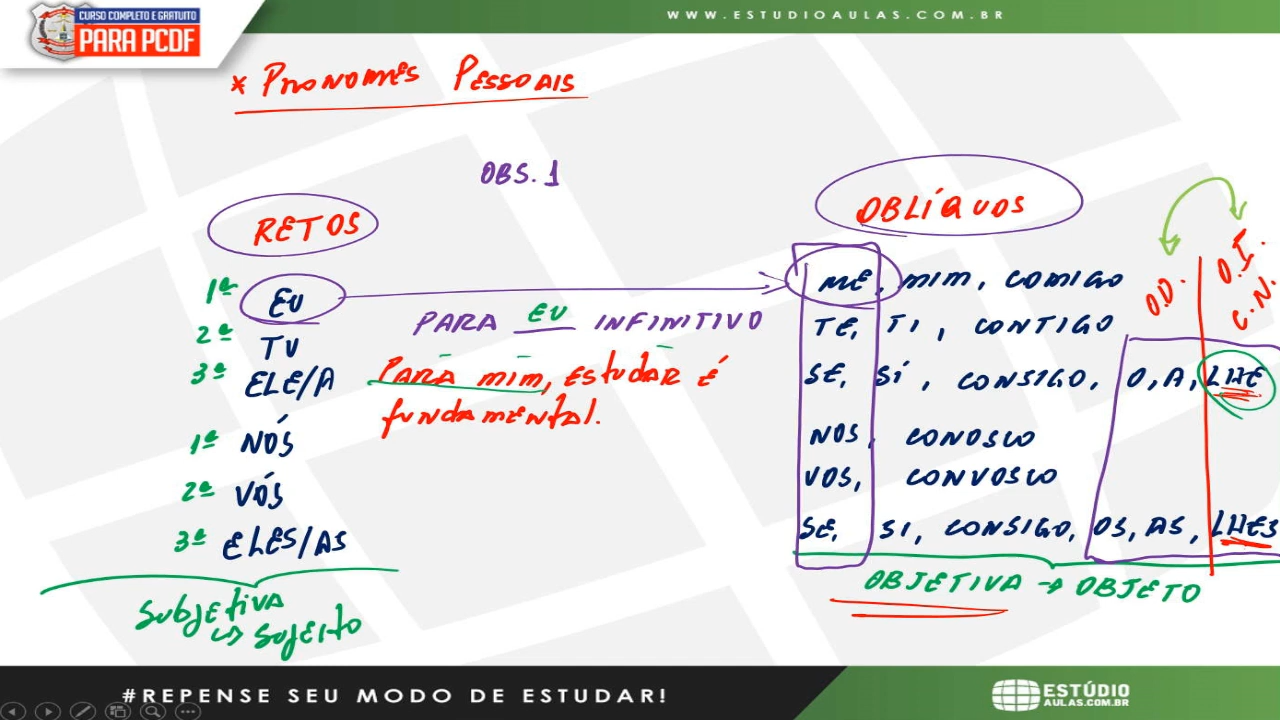 CURSO COMPLETO E GRATUITO
PARA PCDF
WWW.ESTUDIOAULAS.COM.BR
* PRONOMES PESSOAIS
OBS. 1
RETOS
OBLÍQUOS
1ª EU
ME, MIM, COMIGO
O.D.
O.I.
C.N.
PARA EU INFINITIVO
2ª TU
TE, TI, CONTIGO
3ª ELE/A
SE, SI, CONSIGO, O, A, LHE
PARA MIM, ESTUDAR É
FUNDAMENTAL.
1ª NÓS
NOS, CONOSCO
2ª VÓS
VOS, CONVOSCO
3ª ELES/AS
SE, SI, CONSIGO, OS, AS, LHES
SUBJETIVA
↳ SUJEITO
OBJETIVA → OBJETO
#REPENSE SEU MODO DE ESTUDAR!
ESTÚDIO
AULAS.COM.BR